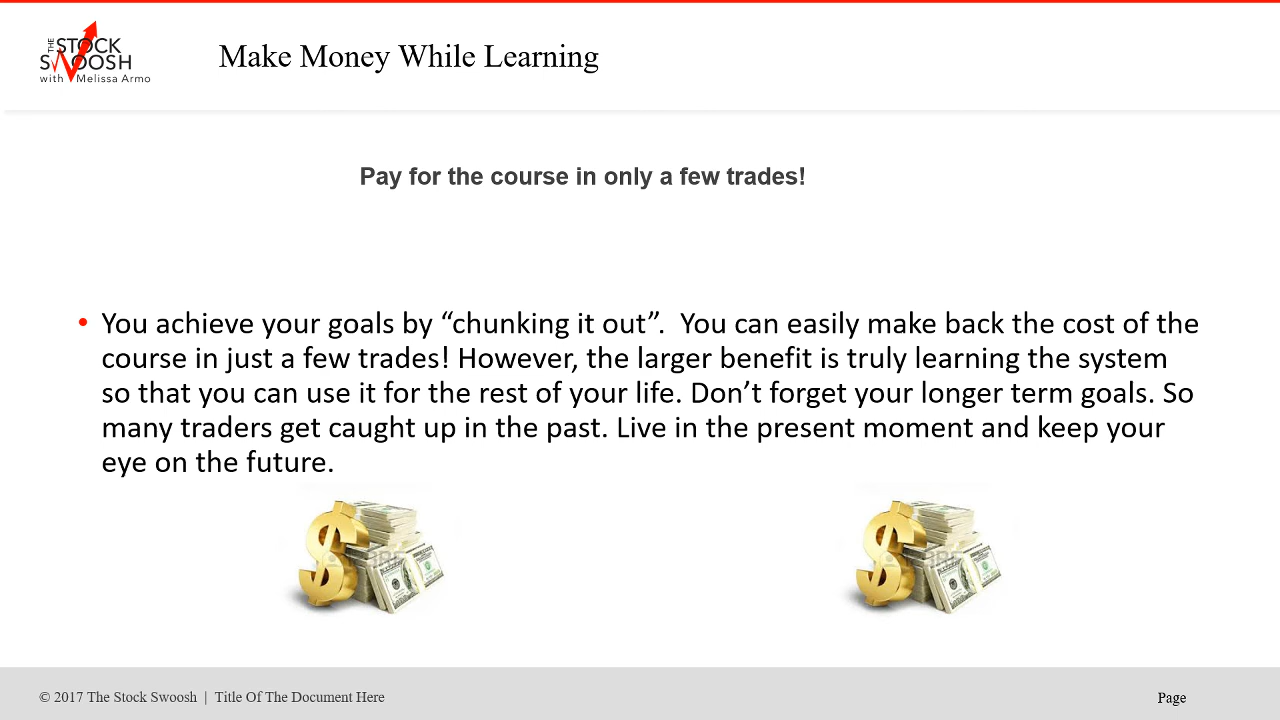 THE
STOCK
SWOOSH
with Melissa Armo
Make Money While Learning
Pay for the course in only a few trades!
• You achieve your goals by “chunking it out”.  You can easily make back the cost of the
course in just a few trades! However, the larger benefit is truly learning the system
so that you can use it for the rest of your life. Don’t forget your longer term goals. So
many traders get caught up in the past. Live in the present moment and keep your
eye on the future.
© 2017 The Stock Swoosh | Title Of The Document Here
Page